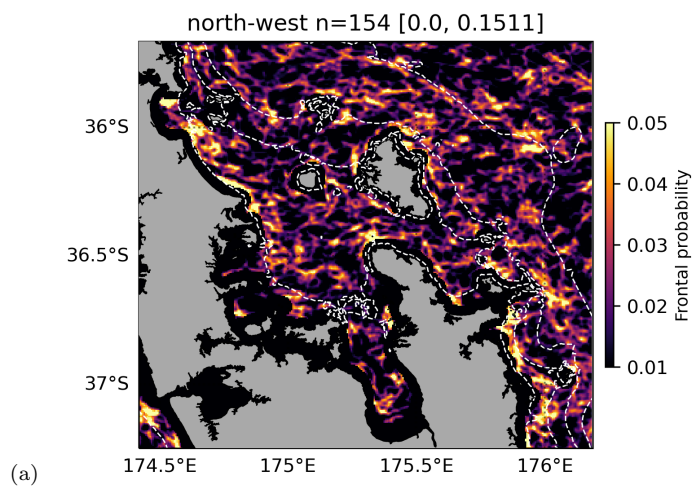 north-west n=154 [0.0, 0.1511]
36°S
36.5°S
37°S
174.5°E
175°E
175.5°E
176°E
0.05
0.04
0.03
0.02
0.01
Frontal probability
(a)